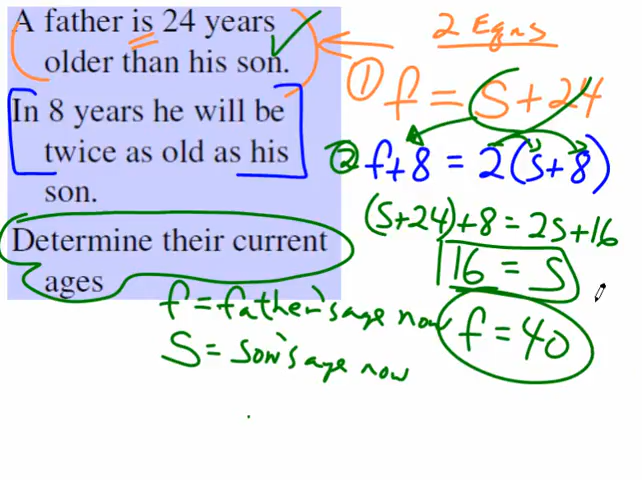 A father is 24 years
older than his son.
In 8 years he will be
twice as old as his
son.
Determine their current
ages
2 Eqns
① f = s + 24
② f + 8 = 2(s + 8)
(s+24)+8 = 2s+16
16 = s
f = 40
f = father's age now
s = son's age now